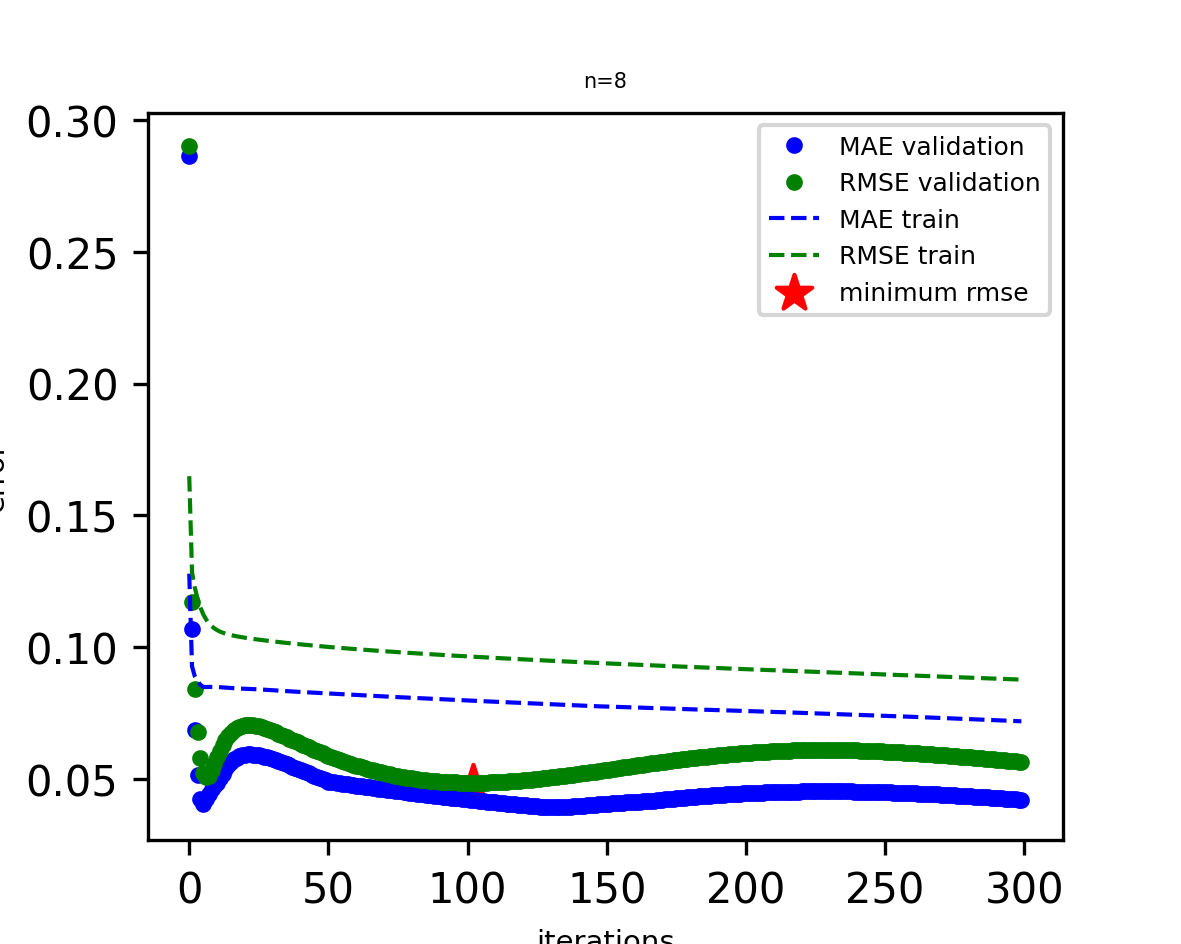 n=8
0.30
0.25
0.20
0.15
0.10
0.05
MAE validation
RMSE validation
MAE train
RMSE train
minimum rmse
0 50 100 150 200 250 300
iterations